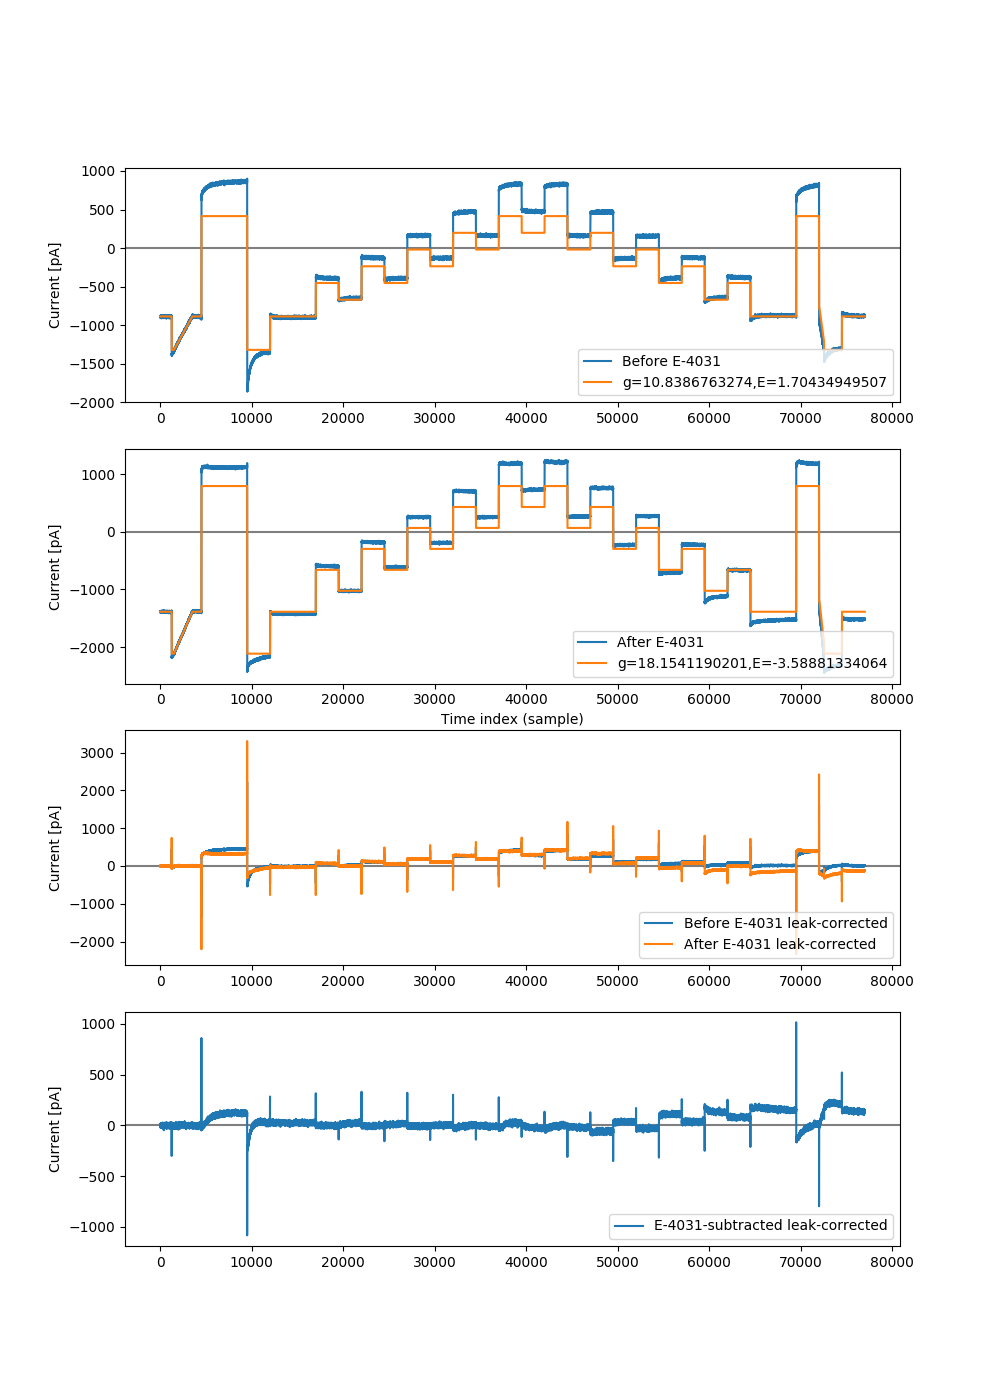 1000
500
0
−500
−1000
−1500
−2000
Current [pA]
Before E-4031
g=10.8386763274,E=1.70434949507
0 10000 20000 30000 40000 50000 60000 70000 80000
1000
0
−1000
−2000
Current [pA]
After E-4031
g=18.1541190201,E=-3.58881334064
0 10000 20000 30000 40000 50000 60000 70000 80000
Time index (sample)
3000
2000
1000
0
−1000
−2000
Current [pA]
Before E-4031 leak-corrected
After E-4031 leak-corrected
0 10000 20000 30000 40000 50000 60000 70000 80000
1000
500
0
−500
−1000
Current [pA]
E-4031-subtracted leak-corrected
0 10000 20000 30000 40000 50000 60000 70000 80000